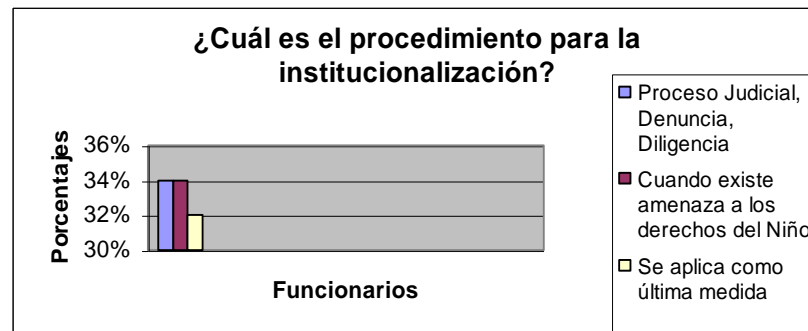 ¿Cuál es el procedimiento para la
institucionalización?
Porcentajes
36%
34%
32%
30%
Funcionarios
Proceso Judicial,
Denuncia,
Diligencia
Cuando existe
amenaza a los
derechos del Niño
Se aplica como
última medida